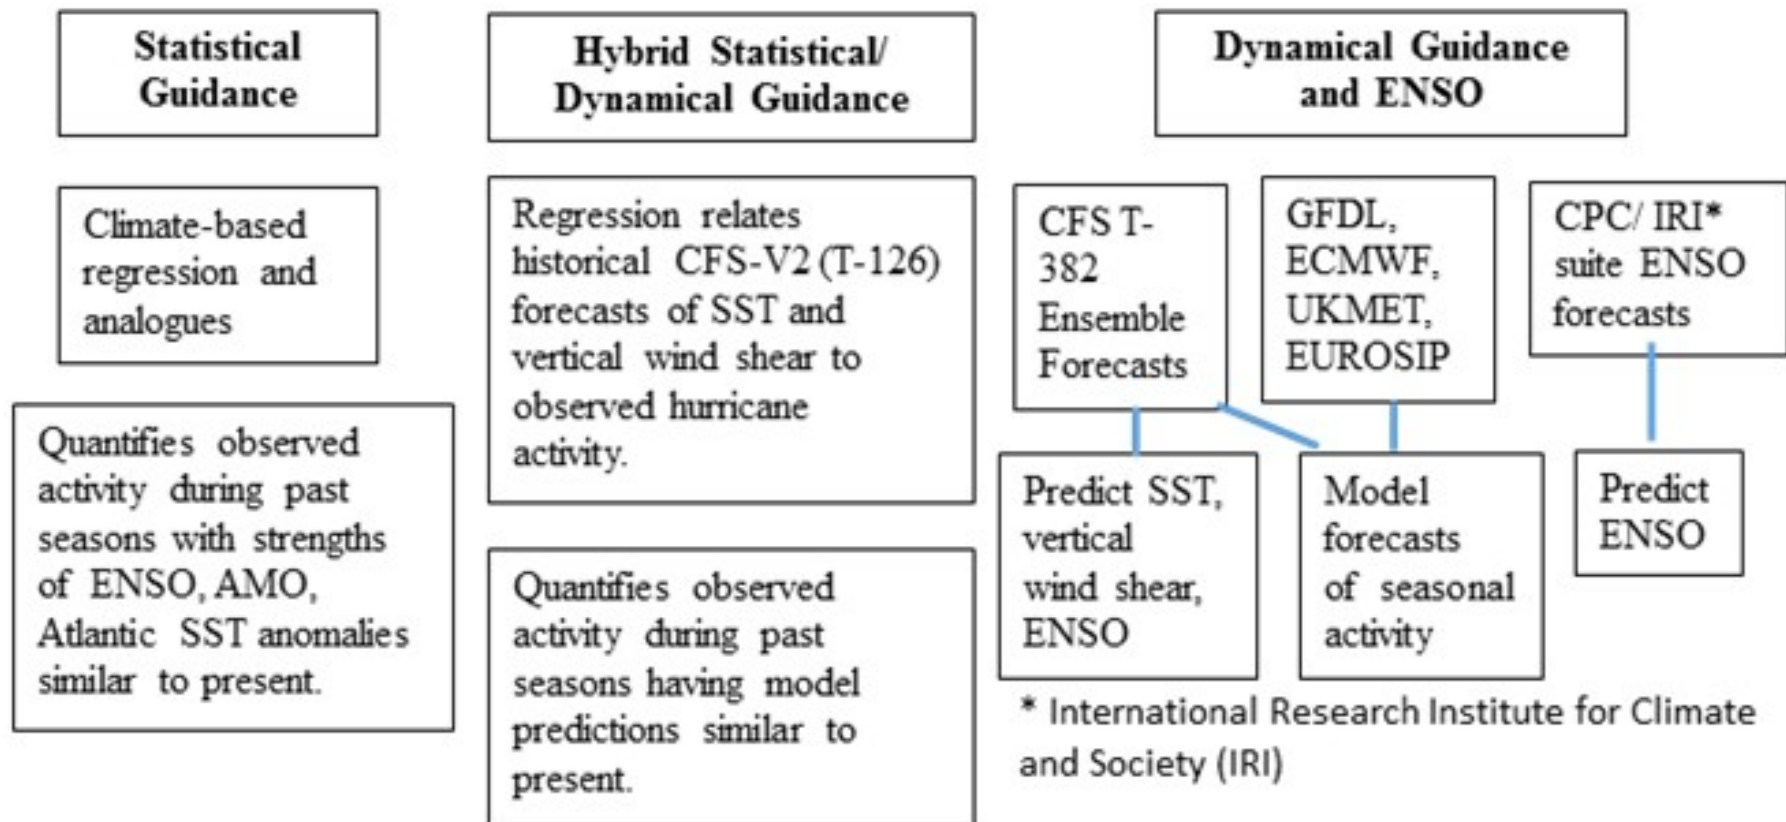 Statistical
Guidance
Climate-based
regression and
analogues
Quantifies observed
activity during past
seasons with strengths
of ENSO, AMO,
Atlantic SST anomalies
similar to present.
Hybrid Statistical/
Dynamical Guidance
Regression relates
historical CFS-V2 (T-126)
forecasts of SST and
vertical wind shear to
observed hurricane
activity.
Quantifies observed
activity during past
seasons having model
predictions similar to
present.
Dynamical Guidance
and ENSO
CFS T-
382
Ensemble
Forecasts
GFDL,
ECMWF,
UKMET,
EUROSIP
CPC/ IRI*
suite ENSO
forecasts
Predict SST,
vertical
wind shear,
ENSO
Model
forecasts
of seasonal
activity
Predict
ENSO
* International Research Institute for Climate
and Society (IRI)